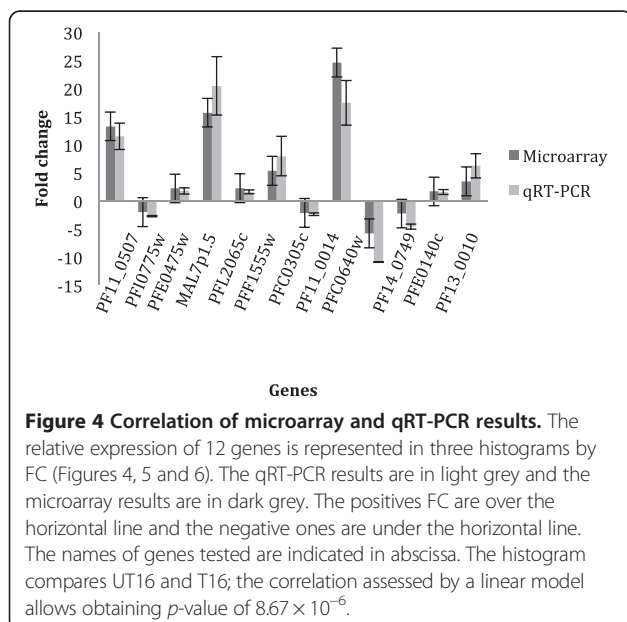 30
25
20
15
10
5
0
-5
-10
-15
Fold change
Microarray
qRT-PCR
PF11_0507
PFI0775w
PFE0475w
MAL7p1.5
PFL2065c
PFF1555w
PFC0305c
PF11_0014
PFC0640w
PF14_0749
PFE0140c
PF13_0010
Genes
Figure 4 Correlation of microarray and qRT-PCR results. The
relative expression of 12 genes is represented in three histograms by
FC (Figures 4, 5 and 6). The qRT-PCR results are in light grey and the
microarray results are in dark grey. The positives FC are over the
horizontal line and the negative ones are under the horizontal line.
The names of genes tested are indicated in abscissa. The histogram
compares UT16 and T16; the correlation assessed by a linear model
allows obtaining p-value of 8.67 × 10⁻⁶.